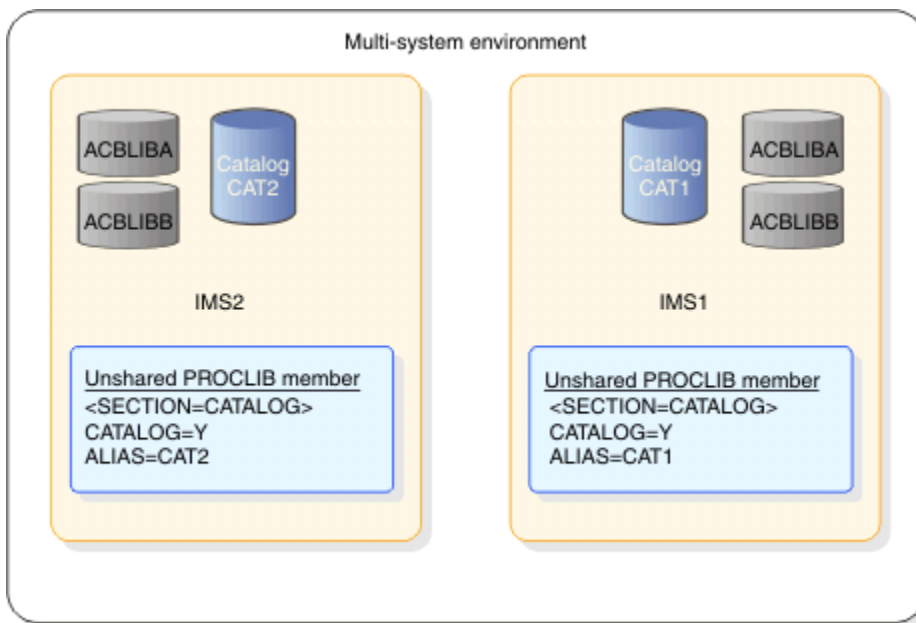 Multi-system environment
ACBLIBA
ACBLIBB
Catalog
CAT2
IMS2
Unshared PROCLIB member
<SECTION=CATALOG>
CATALOG=Y
ALIAS=CAT2
Catalog
CAT1
ACBLIBA
ACBLIBB
IMS1
Unshared PROCLIB member
<SECTION=CATALOG>
CATALOG=Y
ALIAS=CAT1